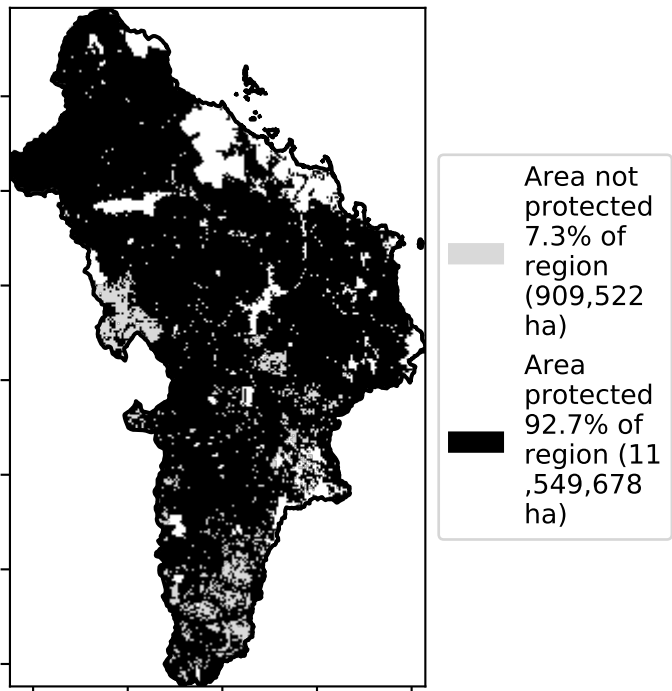 Area not
protected
7.3% of
region
(909,522
ha)
Area
protected
92.7% of
region (11
,549,678
ha)